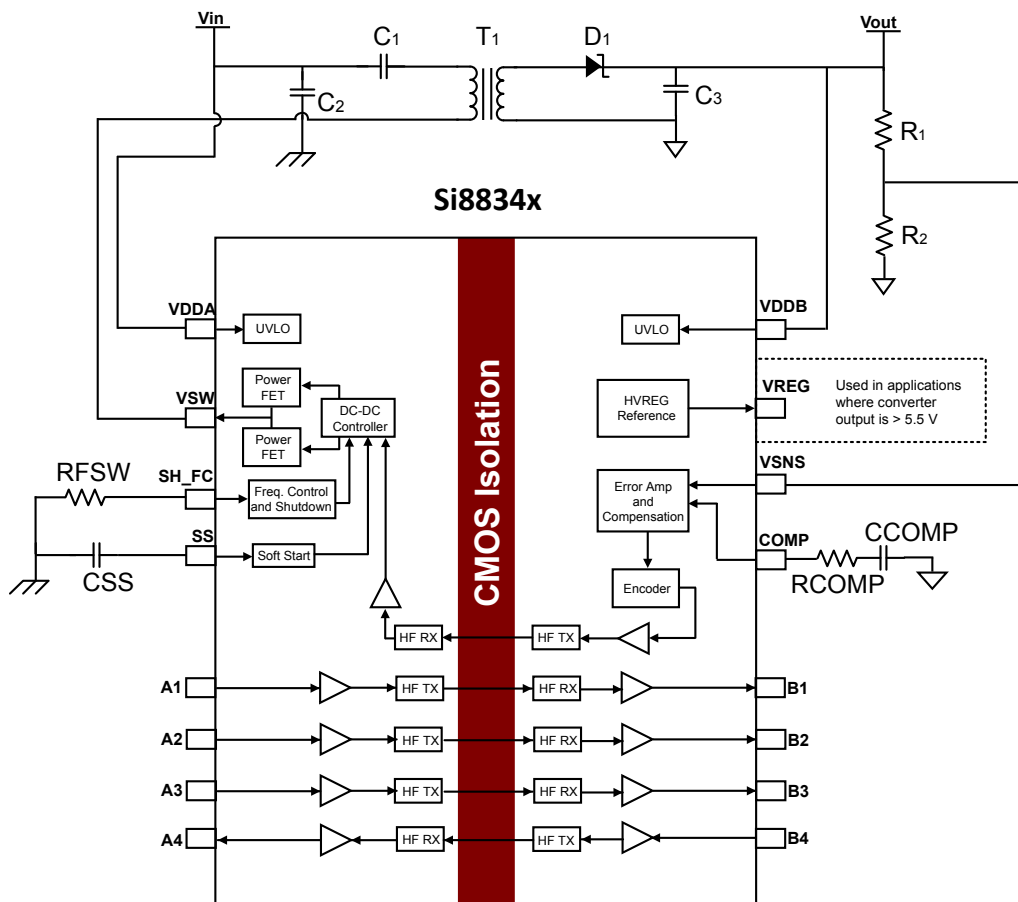 Vin
C1
T1
D1
Vout
C2
C3
R1
Si8834x
R2
VDDA
UVLO
UVLO
VDDB
VSW
Power
FET
DC-DC
Controller
Power
FET
HVREG
Reference
VREG
Used in applications
where converter
output is > 5.5 V
RFSW
SH_FC
Freq. Control
and Shutdown
CMOS Isolation
Error Amp
and
Compensation
VSNS
SS
Soft Start
CSS
COMP
RCOMP
CCOMP
Encoder
HF RX
HF TX
A1
HF TX
HF RX
B1
A2
HF TX
HF RX
B2
A3
HF TX
HF RX
B3
A4
HF RX
HF TX
B4